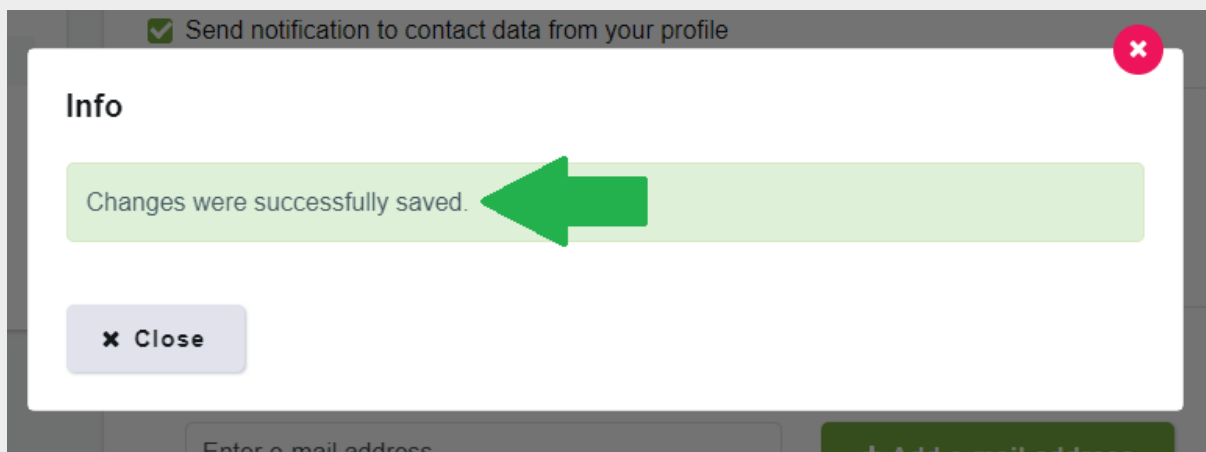 Send notification to contact data from your profile
Info
Changes were successfully saved.
Close
Enter e-mail address